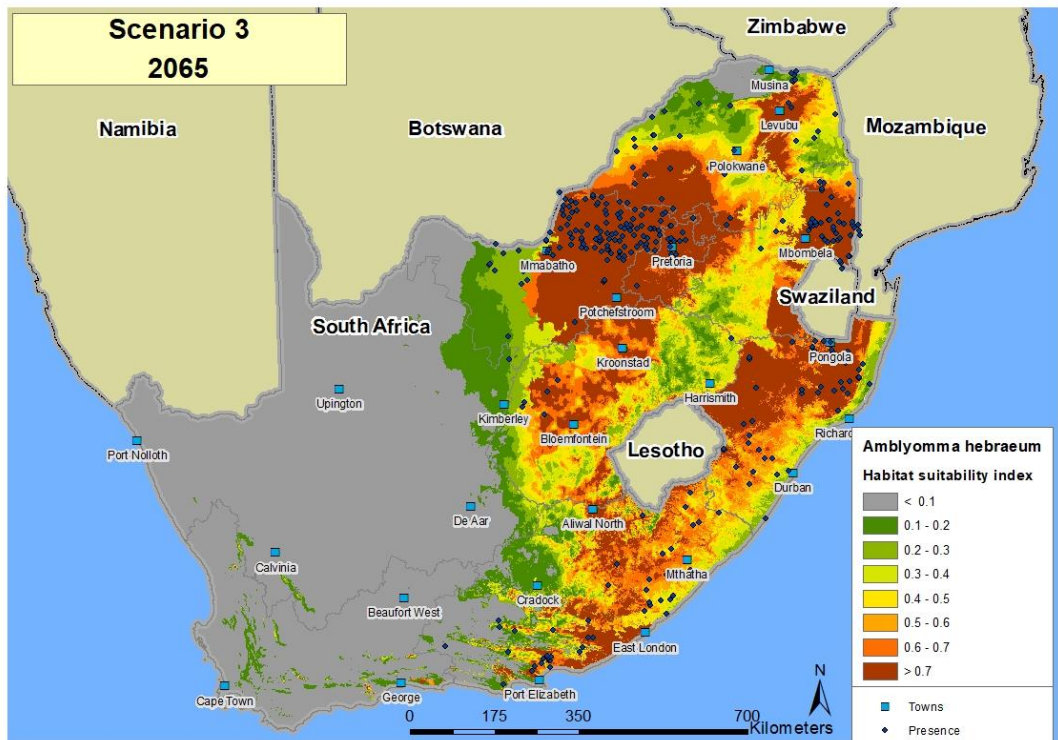 Scenario 3
2065
Zimbabwe
Musina
Namibia
Botswana
Levubu
Mozambique
Polokwane
Mmabatho
Pretoria
Mbombela
Swaziland
South Africa
Potchefstroom
Pongola
Kroonstad
Upington
Harrismith
Kimberley
Richard
Bloemfontein
Port Nolloth
Lesotho
Durban
De Aar
Aliwal North
Calvinia
Mthatha
Cradock
Beaufort West
East London
Cape Town
George
Port Elizabeth
N
0 175 350 700
Kilometers
Amblyomma hebraeum
Habitat suitability index
< 0.1
0.1 - 0.2
0.2 - 0.3
0.3 - 0.4
0.4 - 0.5
0.5 - 0.6
0.6 - 0.7
> 0.7
Towns
Presence